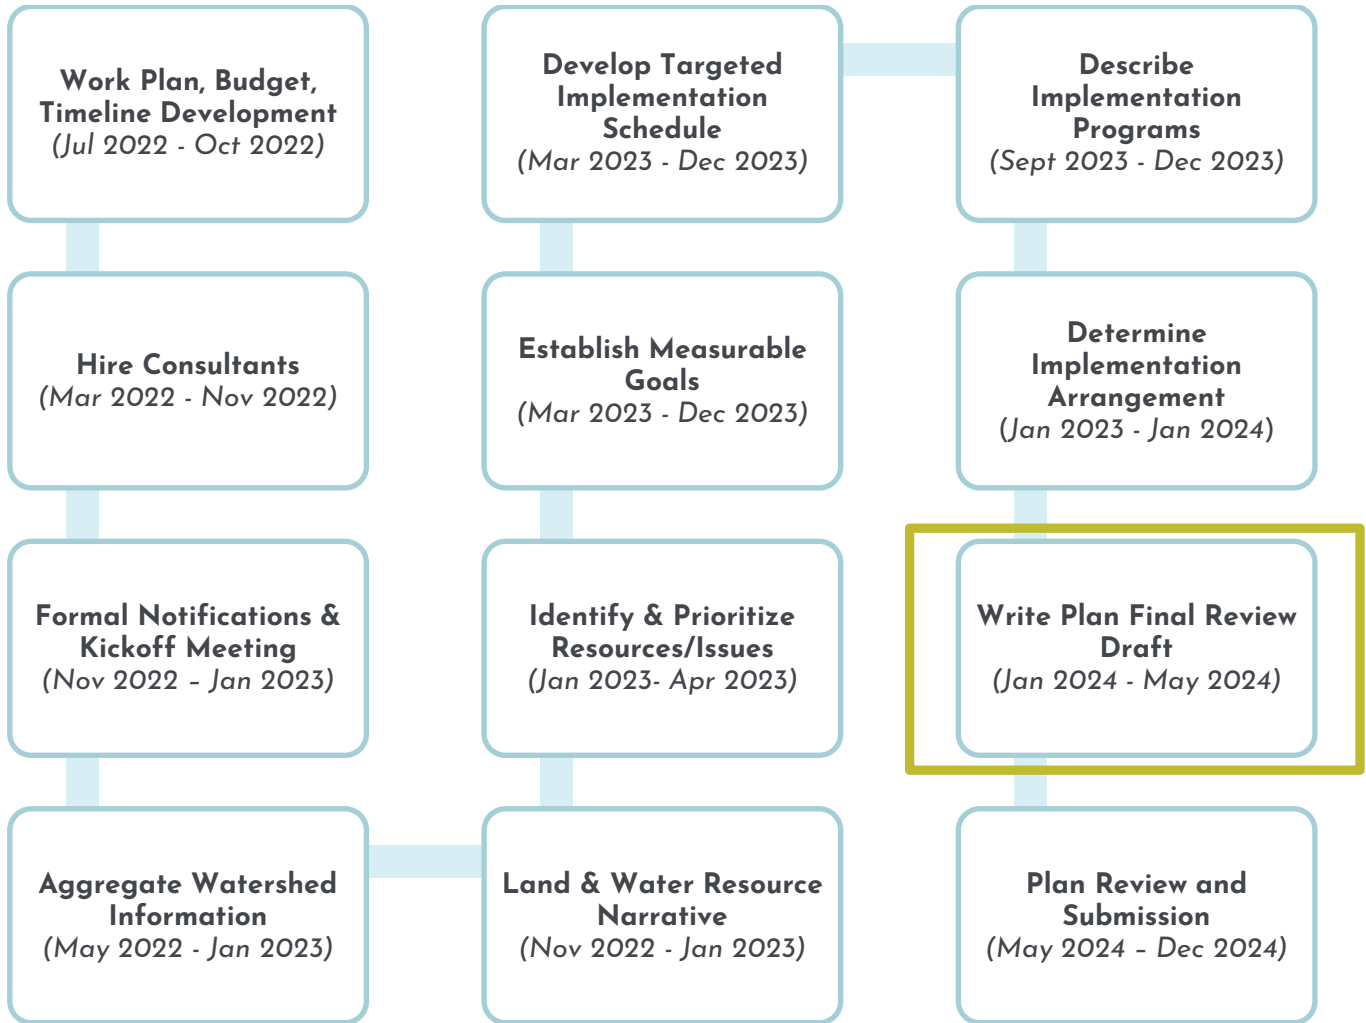 Work Plan, Budget,
Timeline Development
(Jul 2022 - Oct 2022)
Hire Consultants
(Mar 2022 - Nov 2022)
Formal Notifications &
Kickoff Meeting
(Nov 2022 – Jan 2023)
Aggregate Watershed
Information
(May 2022 - Jan 2023)
Land & Water Resource
Narrative
(Nov 2022 - Jan 2023)
Identify & Prioritize
Resources/Issues
(Jan 2023- Apr 2023)
Establish Measurable
Goals
(Mar 2023 - Dec 2023)
Develop Targeted
Implementation
Schedule
(Mar 2023 - Dec 2023)
Describe
Implementation
Programs
(Sept 2023 - Dec 2023)
Determine
Implementation
Arrangement
(Jan 2023 - Jan 2024)
Write Plan Final Review
Draft
(Jan 2024 - May 2024)
Plan Review and
Submission
(May 2024 – Dec 2024)